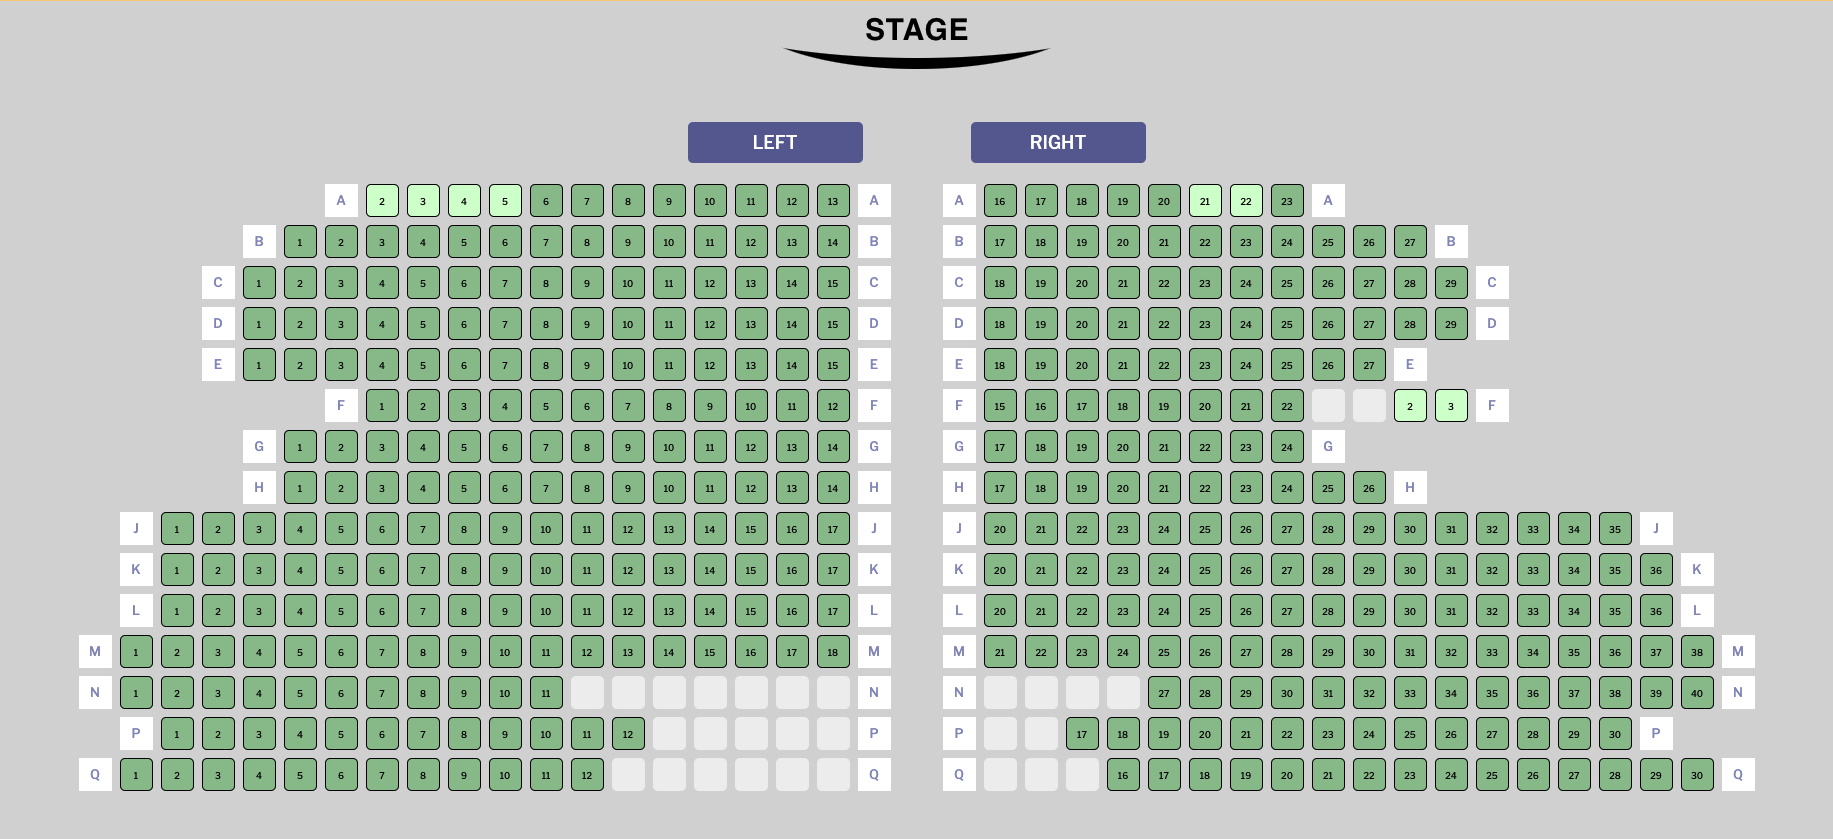 STAGE
LEFT RIGHT
A 2 3 4 5 6 7 8 9 10 11 12 13 A A 16 17 18 19 20 21 22 23 A
B 1 2 3 4 5 6 7 8 9 10 11 12 13 14 B B 17 18 19 20 21 22 23 24 25 26 27 B
C 1 2 3 4 5 6 7 8 9 10 11 12 13 14 15 C C 18 19 20 21 22 23 24 25 26 27 28 29 C
D 1 2 3 4 5 6 7 8 9 10 11 12 13 14 15 D D 18 19 20 21 22 23 24 25 26 27 28 29 D
E 1 2 3 4 5 6 7 8 9 10 11 12 13 14 15 E E 18 19 20 21 22 23 24 25 26 27 E
F 1 2 3 4 5 6 7 8 9 10 11 12 F F 15 16 17 18 19 20 21 22 2 3 F
G 1 2 3 4 5 6 7 8 9 10 11 12 13 14 G G 17 18 19 20 21 22 23 24 G
H 1 2 3 4 5 6 7 8 9 10 11 12 13 14 H H 17 18 19 20 21 22 23 24 25 26 H
J 1 2 3 4 5 6 7 8 9 10 11 12 13 14 15 16 17 J J 20 21 22 23 24 25 26 27 28 29 30 31 32 33 34 35 J
K 1 2 3 4 5 6 7 8 9 10 11 12 13 14 15 16 17 K K 20 21 22 23 24 25 26 27 28 29 30 31 32 33 34 35 36 K
L 1 2 3 4 5 6 7 8 9 10 11 12 13 14 15 16 17 L L 20 21 22 23 24 25 26 27 28 29 30 31 32 33 34 35 36 L
M 1 2 3 4 5 6 7 8 9 10 11 12 13 14 15 16 17 18 M M 21 22 23 24 25 26 27 28 29 30 31 32 33 34 35 36 37 38 M
N 1 2 3 4 5 6 7 8 9 10 11 N N 27 28 29 30 31 32 33 34 35 36 37 38 39 40 N
P 1 2 3 4 5 6 7 8 9 10 11 12 P P 17 18 19 20 21 22 23 24 25 26 27 28 29 30 P
Q 1 2 3 4 5 6 7 8 9 10 11 12 Q Q 16 17 18 19 20 21 22 23 24 25 26 27 28 29 30 Q